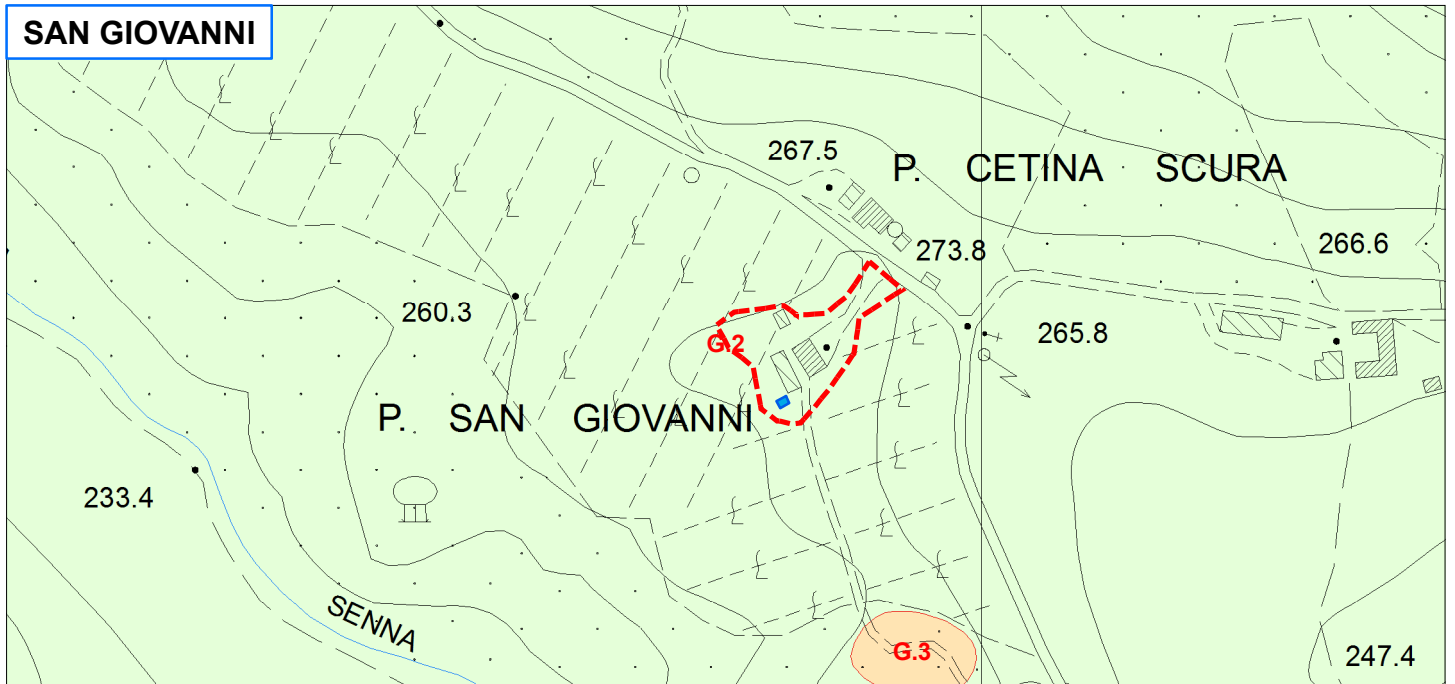 SAN GIOVANNI
267.5
P. CETINA SCURA
273.8
266.6
260.3
265.8
G.2
P. SAN GIOVANNI
233.4
SENNA
G.3
247.4